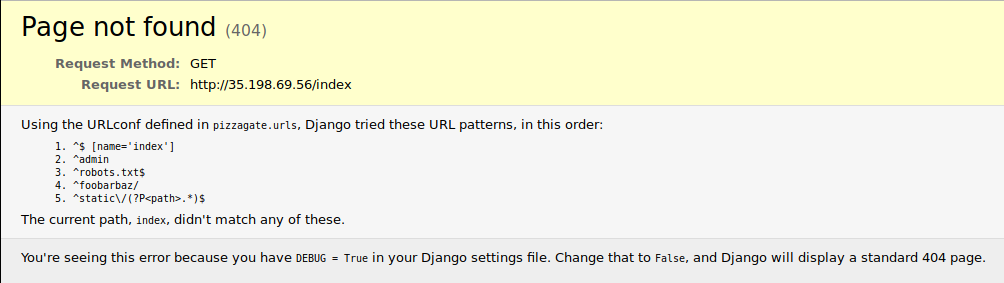 Page not found (404)
Request Method: GET
Request URL: http://35.198.69.56/index
Using the URLconf defined in pizzagate.urls, Django tried these URL patterns, in this order:
1. ^$ [name='index']
2. ^admin
3. ^robots.txt$
4. ^foobarbaz/
5. ^static\/(?P<path>.*)$
The current path, index, didn't match any of these.
You're seeing this error because you have DEBUG = True in your Django settings file. Change that to False, and Django will display a standard 404 page.